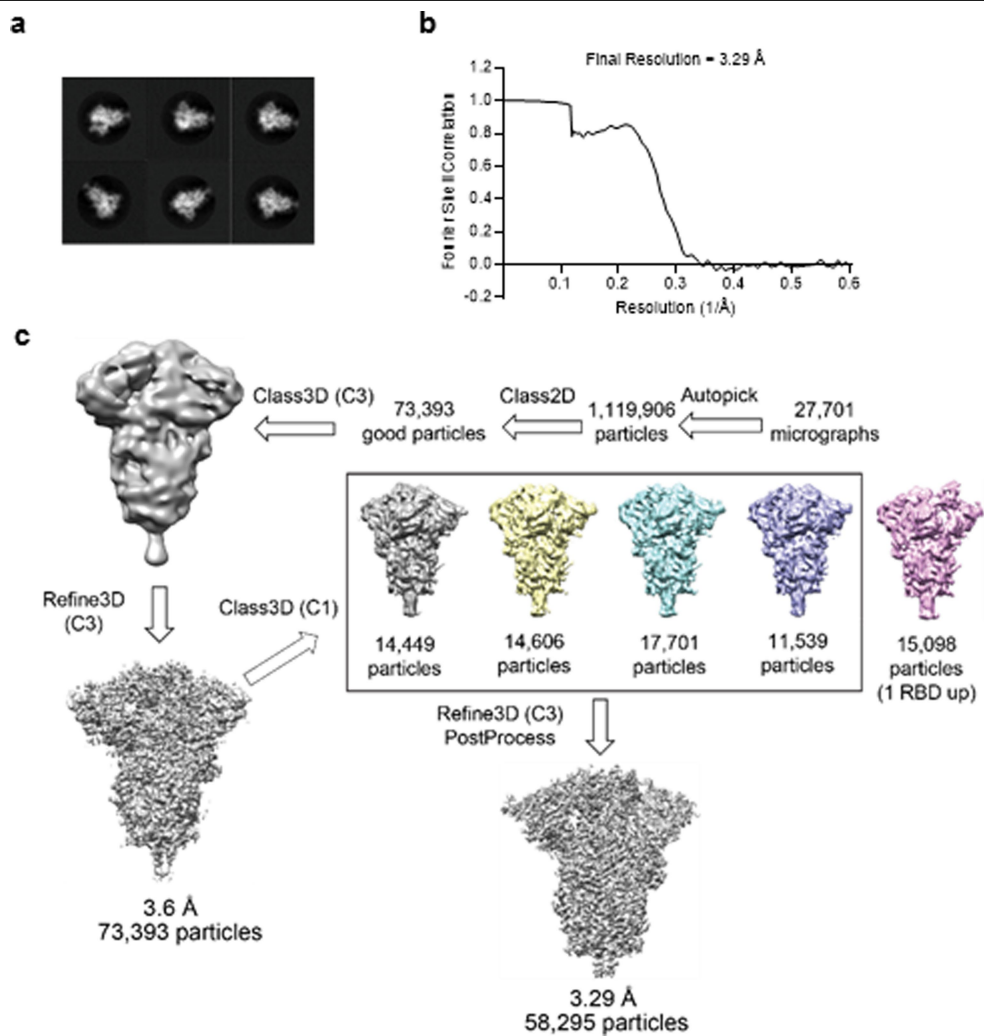 a
b
Final Resolution = 3.29 Å
Fourier Shell Correlation
1.2
1.0
0.8
0.6
0.4
0.2
0.0
-0.2
0.1
0.2
0.3
0.4
0.5
0.6
Resolution (1/Å)
c
Class3D (C3)
73,393
good particles
Class2D
1,119,906
particles
Autopick
27,701
micrographs
Refine3D
(C3)
Class3D (C1)
14,449
particles
14,606
particles
17,701
particles
11,539
particles
15,098
particles
(1 RBD up)
Refine3D (C3)
PostProcess
3.6 Å
73,393 particles
3.29 Å
58,295 particles